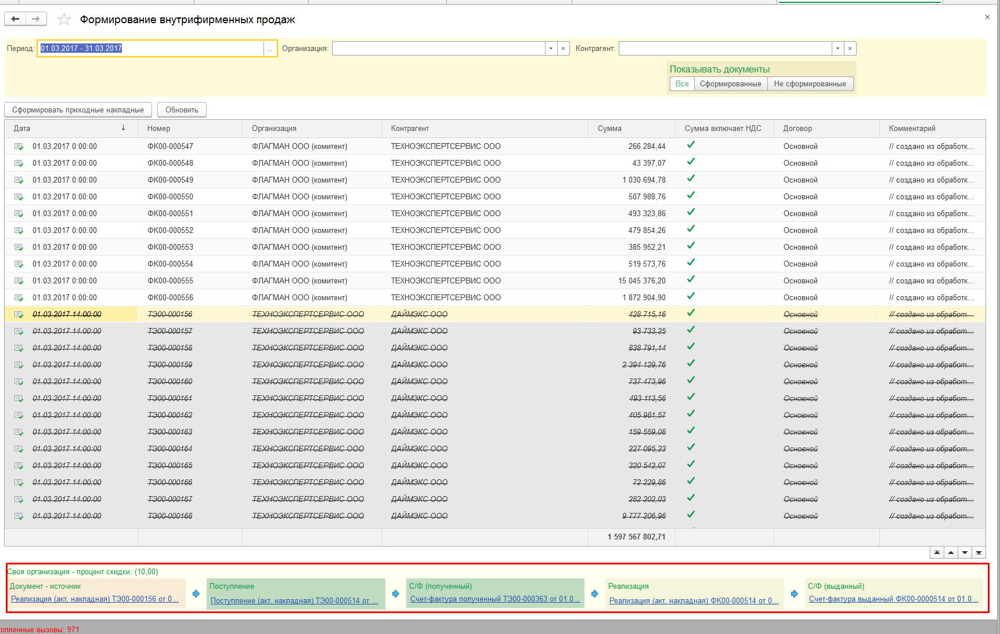 Формирование внутрифирменных продаж
Период: 01.03.2017 - 31.03.2017 ... Организация: Контрагент:
Показывать документы
Все Сформированные Не сформированные
Сформировать приходные накладные Обновить
Дата ↓ Номер Организация Контрагент Сумма Сумма включает НДС Договор Комментарий
01.03.2017 0:00:00 ФК00-000547 ФЛАГМАН ООО (комитент) ТЕХНОЭКСПЕРТСЕРВИС ООО 266 284,44 Основной // создано из обработк...
01.03.2017 0:00:00 ФК00-000548 ФЛАГМАН ООО (комитент) ТЕХНОЭКСПЕРТСЕРВИС ООО 43 397,07 Основной // создано из обработк...
01.03.2017 0:00:00 ФК00-000549 ФЛАГМАН ООО (комитент) ТЕХНОЭКСПЕРТСЕРВИС ООО 1 030 694,78 Основной // создано из обработк...
01.03.2017 0:00:00 ФК00-000550 ФЛАГМАН ООО (комитент) ТЕХНОЭКСПЕРТСЕРВИС ООО 507 988,76 Основной // создано из обработк...
01.03.2017 0:00:00 ФК00-000551 ФЛАГМАН ООО (комитент) ТЕХНОЭКСПЕРТСЕРВИС ООО 493 323,86 Основной // создано из обработк...
01.03.2017 0:00:00 ФК00-000552 ФЛАГМАН ООО (комитент) ТЕХНОЭКСПЕРТСЕРВИС ООО 479 854,26 Основной // создано из обработк...
01.03.2017 0:00:00 ФК00-000553 ФЛАГМАН ООО (комитент) ТЕХНОЭКСПЕРТСЕРВИС ООО 385 952,21 Основной // создано из обработк...
01.03.2017 0:00:00 ФК00-000554 ФЛАГМАН ООО (комитент) ТЕХНОЭКСПЕРТСЕРВИС ООО 519 573,76 Основной // создано из обработк...
01.03.2017 0:00:00 ФК00-000555 ФЛАГМАН ООО (комитент) ТЕХНОЭКСПЕРТСЕРВИС ООО 15 045 376,20 Основной // создано из обработк...
01.03.2017 0:00:00 ФК00-000556 ФЛАГМАН ООО (комитент) ТЕХНОЭКСПЕРТСЕРВИС ООО 1 872 904,90 Основной // создано из обработк...
01.03.2017 14:00:00 ТЭ00-000156 ТЕХНОЭКСПЕРТСЕРВИС ООО ДАЙМЭКС ООО 428 715,16 Основной // создано из обработ...
01.03.2017 14:00:00 ТЭ00-000157 ТЕХНОЭКСПЕРТСЕРВИС ООО ДАЙМЭКС ООО 93 733,25 Основной // создано из обработ...
01.03.2017 14:00:00 ТЭ00-000158 ТЕХНОЭКСПЕРТСЕРВИС ООО ДАЙМЭКС ООО 838 791,14 Основной // создано из обработ...
01.03.2017 14:00:00 ТЭ00-000159 ТЕХНОЭКСПЕРТСЕРВИС ООО ДАЙМЭКС ООО 2 394 129,76 Основной // создано из обработ...
01.03.2017 14:00:00 ТЭ00-000160 ТЕХНОЭКСПЕРТСЕРВИС ООО ДАЙМЭКС ООО 737 473,96 Основной // создано из обработ...
01.03.2017 14:00:00 ТЭ00-000161 ТЕХНОЭКСПЕРТСЕРВИС ООО ДАЙМЭКС ООО 493 113,56 Основной // создано из обработ...
01.03.2017 14:00:00 ТЭ00-000162 ТЕХНОЭКСПЕРТСЕРВИС ООО ДАЙМЭКС ООО 405 981,57 Основной // создано из обработ...
01.03.2017 14:00:00 ТЭ00-000163 ТЕХНОЭКСПЕРТСЕРВИС ООО ДАЙМЭКС ООО 159 559,08 Основной // создано из обработ...
01.03.2017 14:00:00 ТЭ00-000164 ТЕХНОЭКСПЕРТСЕРВИС ООО ДАЙМЭКС ООО 227 095,23 Основной // создано из обработ...
01.03.2017 14:00:00 ТЭ00-000165 ТЕХНОЭКСПЕРТСЕРВИС ООО ДАЙМЭКС ООО 320 542,07 Основной // создано из обработ...
01.03.2017 14:00:00 ТЭ00-000166 ТЕХНОЭКСПЕРТСЕРВИС ООО ДАЙМЭКС ООО 72 229,86 Основной // создано из обработ...
01.03.2017 14:00:00 ТЭ00-000167 ТЕХНОЭКСПЕРТСЕРВИС ООО ДАЙМЭКС ООО 282 202,03 Основной // создано из обработ...
01.03.2017 14:00:00 ТЭ00-000168 ТЕХНОЭКСПЕРТСЕРВИС ООО ДАЙМЭКС ООО 9 777 206,96 Основной // создано из обработ...
1 597 567 802,71
Своя организация - процент скидки: (10,00)
Документ - источник Поступление С/Ф (полученный) Реализация С/Ф (выданный)
Реализация (акт, накладная) ТЭ00-000156 от 0... Поступление (акт, накладная) ТЭ00-000514 от ... Счет-фактура полученный ТЭ00-000363 от 01.0... Реализация (акт, накладная) ФК00-000514 от 0... Счет-фактура выданный ФК00-0000514 от 01.0...
копленные вызовы: 971